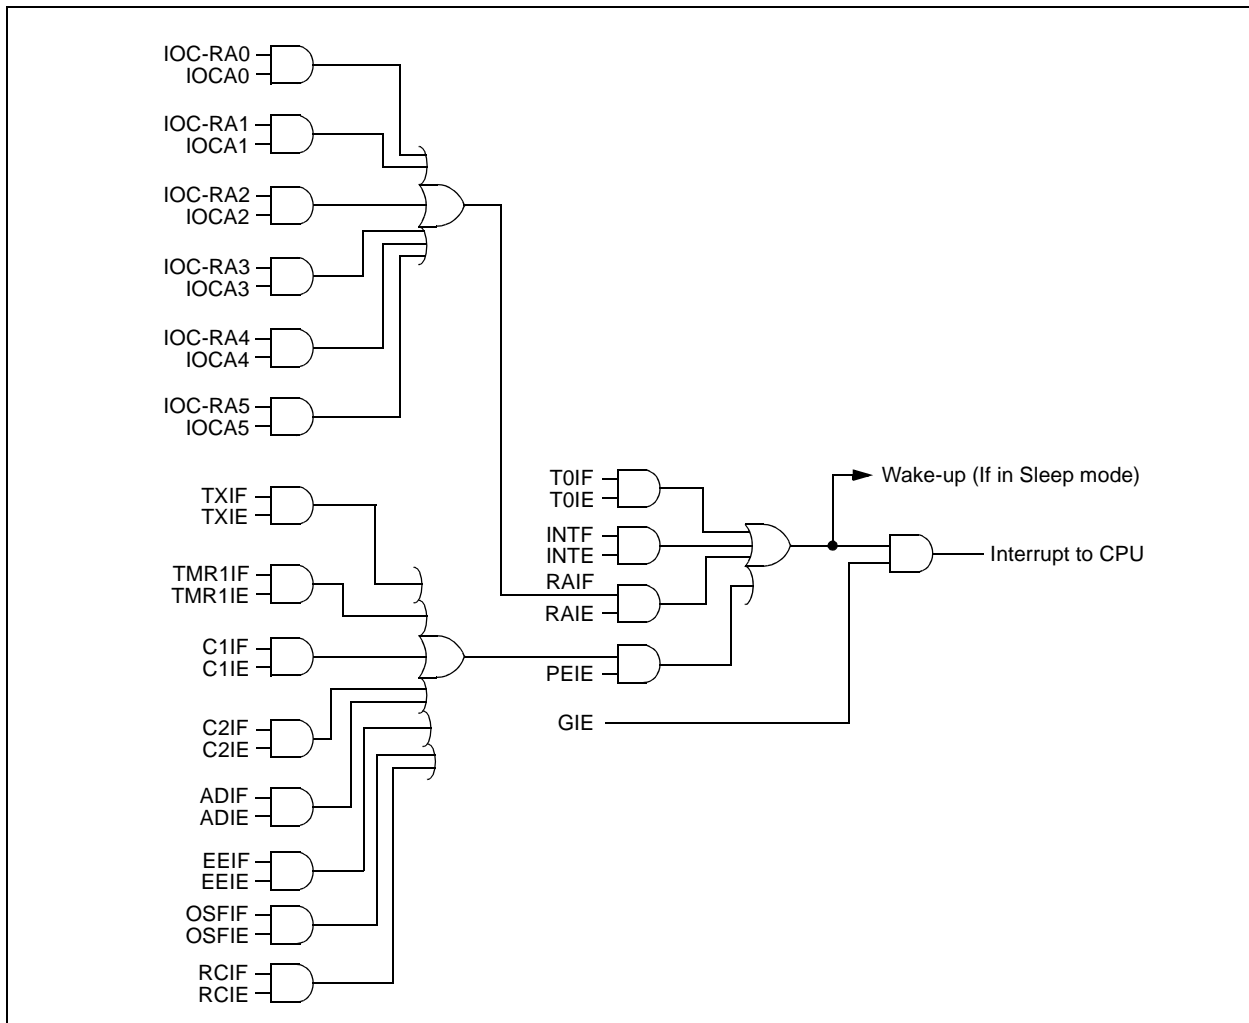 IOC-RA0
IOCA0
IOC-RA1
IOCA1
IOC-RA2
IOCA2
IOC-RA3
IOCA3
IOC-RA4
IOCA4
IOC-RA5
IOCA5
TXIF
TXIE
TMR1IF
TMR1IE
C1IF
C1IE
C2IF
C2IE
ADIF
ADIE
EEIF
EEIE
OSFIF
OSFIE
RCIF
RCIE
T0IF
T0IE
INTF
INTE
RAIF
RAIE
PEIE
GIE
Wake-up (If in Sleep mode)
Interrupt to CPU